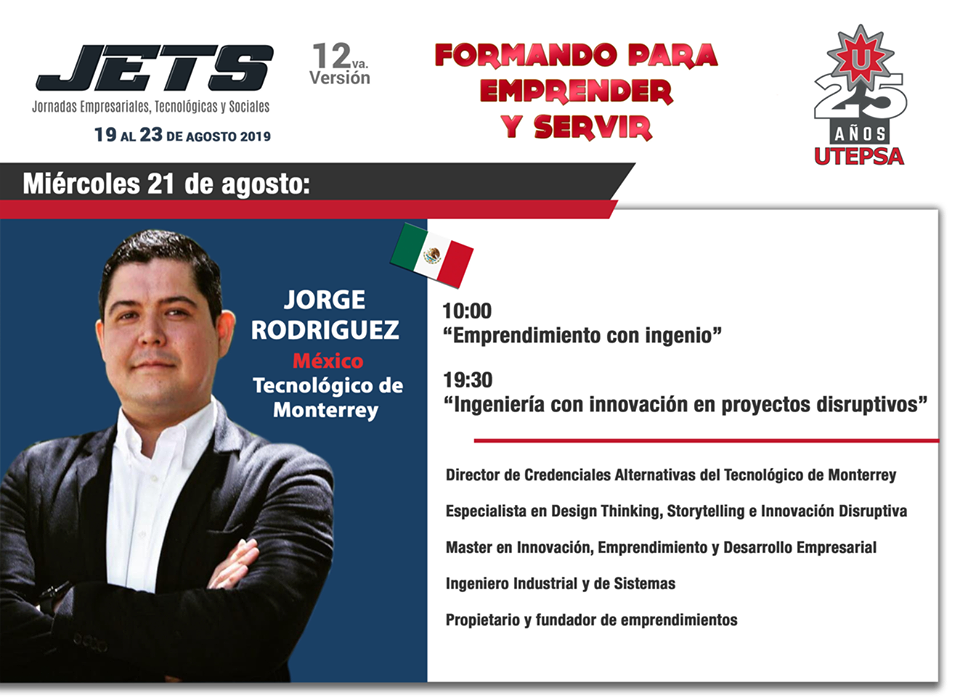 JETS
Jornadas Empresariales, Tecnológicas y Sociales
19 AL 23 DE AGOSTO 2019
12va.
Versión
FORMANDO PARA
EMPRENDER
Y SERVIR
U
25
AÑOS
UTEPSA
Miércoles 21 de agosto:
JORGE
RODRIGUEZ
México
Tecnológico de
Monterrey
10:00
“Emprendimiento con ingenio”
19:30
“Ingeniería con innovación en proyectos disruptivos”
Director de Credenciales Alternativas del Tecnológico de Monterrey
Especialista en Design Thinking, Storytelling e Innovación Disruptiva
Master en Innovación, Emprendimiento y Desarrollo Empresarial
Ingeniero Industrial y de Sistemas
Propietario y fundador de emprendimientos